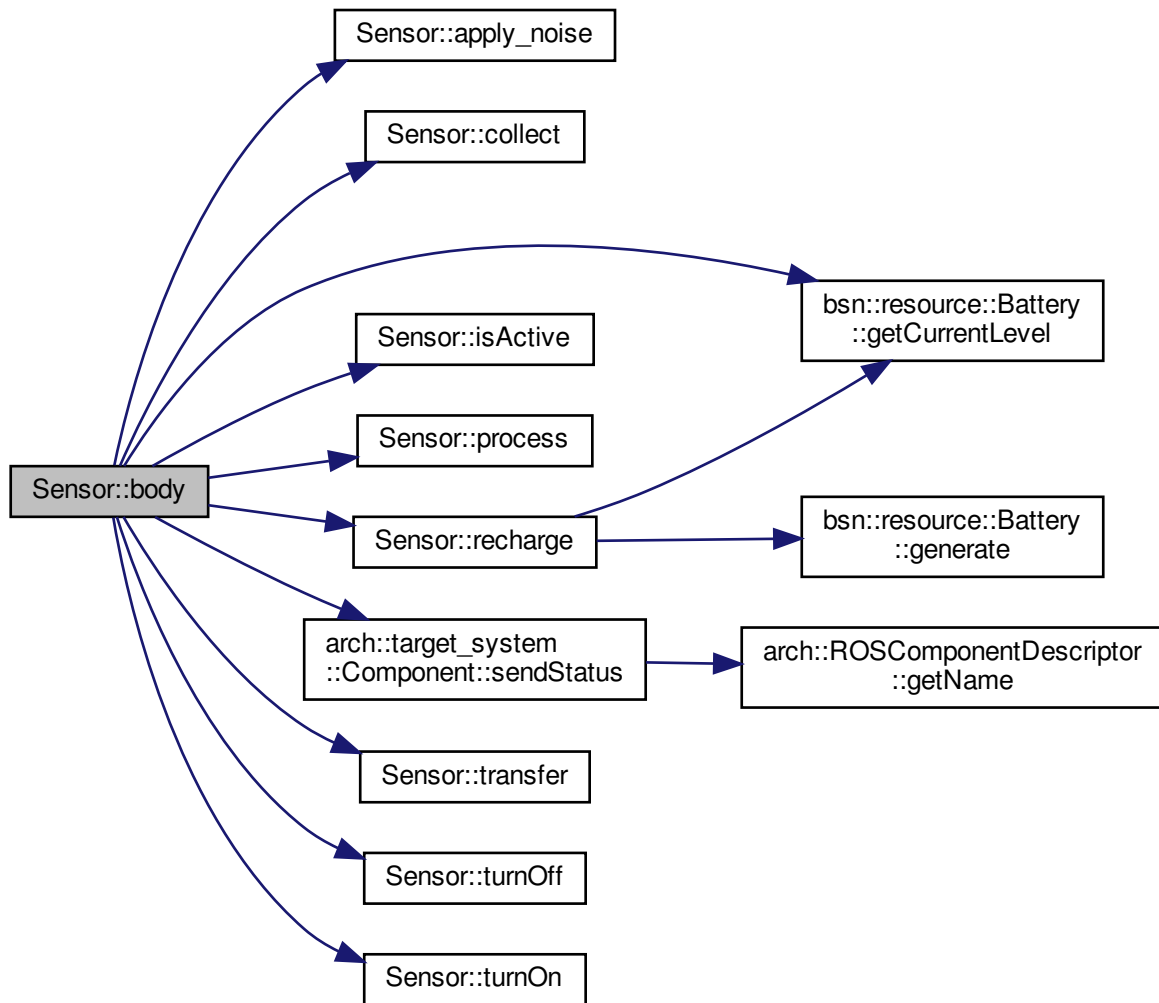 Sensor::apply_noise
Sensor::collect
bsn::resource::Battery
::getCurrentLevel
Sensor::isActive
Sensor::process
Sensor::body
Sensor::recharge
bsn::resource::Battery
::generate
arch::target_system
::Component::sendStatus
arch::ROSComponentDescriptor
::getName
Sensor::transfer
Sensor::turnOff
Sensor::turnOn